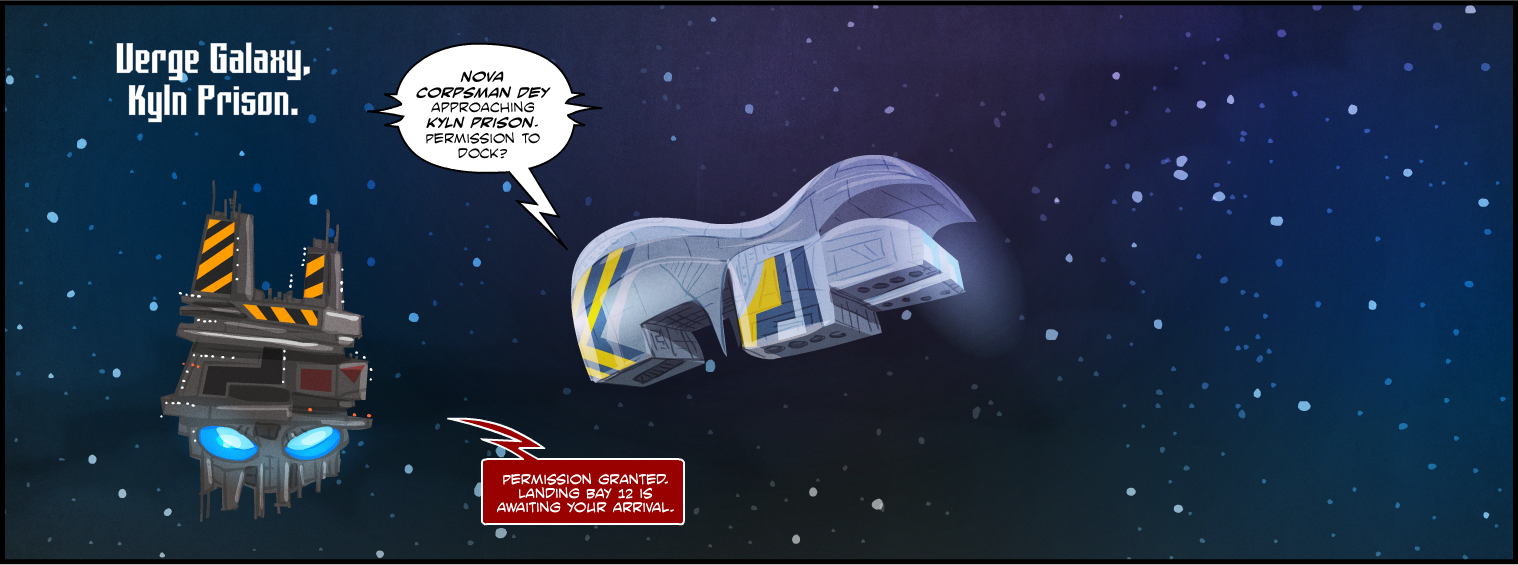 Verge Galaxy,
Kyln Prison.
NOVA
CORPSMAN DEY
APPROACHING
KYLN PRISON.
PERMISSION TO
DOCK?
PERMISSION GRANTED.
LANDING BAY 12 IS
AWAITING YOUR ARRIVAL.